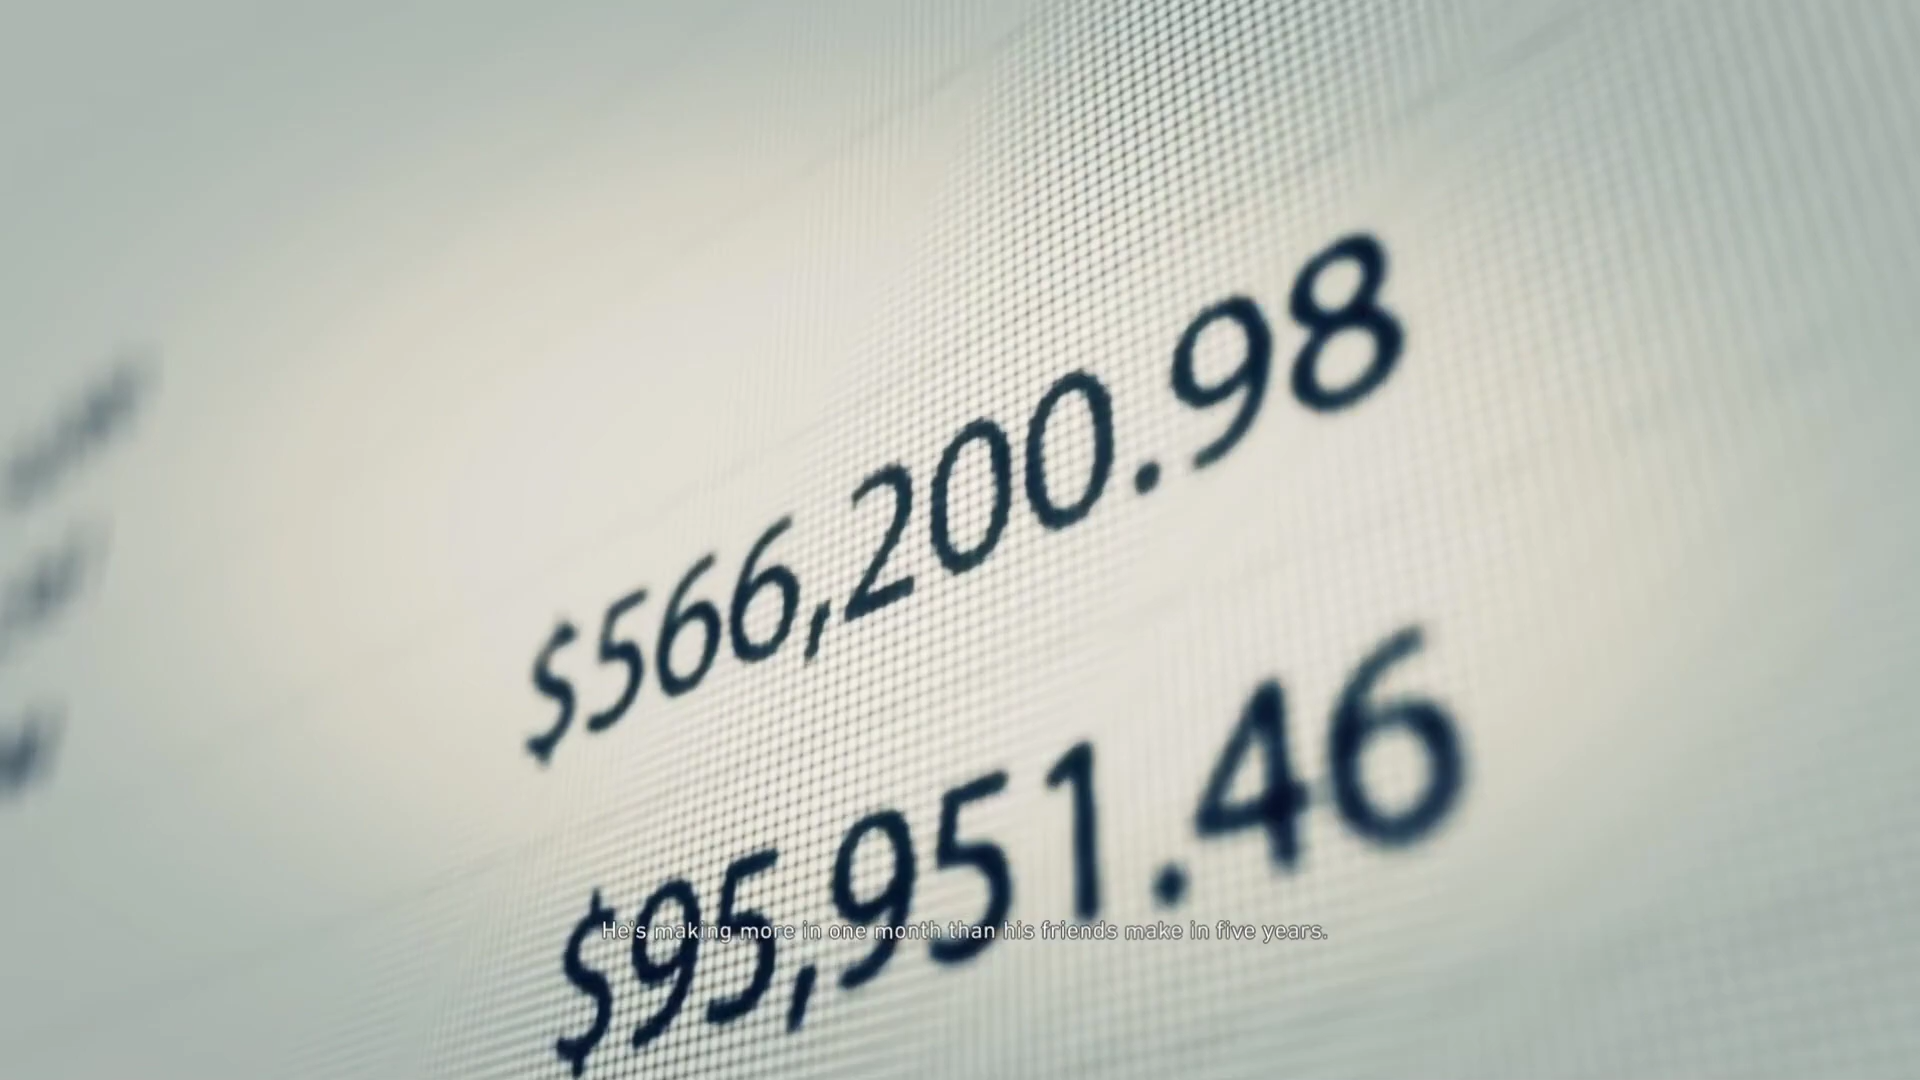 $566,200.98
$95,951.46
He's making more in one month than his friends make in five years.